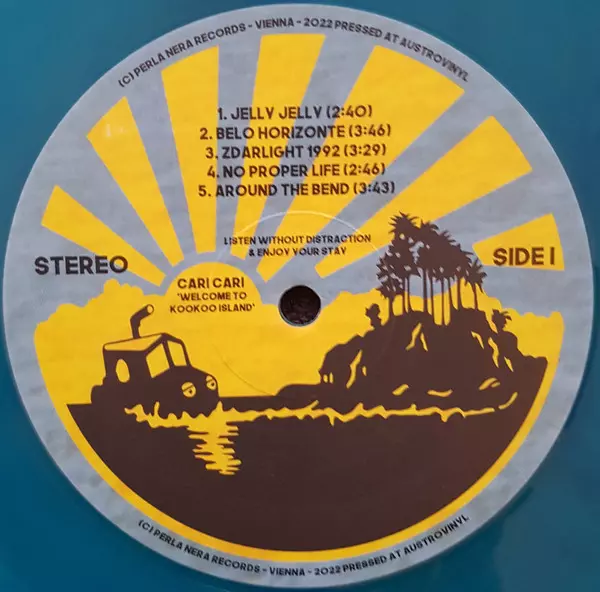 (C) PERLA NERA RECORDS - VIENNA - 2022 PRESSED AT AUSTROVINYL
1. JELLY JELLY (2:40)
2. BELO HORIZONTE (3:46)
3. ZDARLIGHT 1992 (3:29)
4. NO PROPER LIFE (2:46)
5. AROUND THE BEND (3:43)
LISTEN WITHOUT DISTRACTION
& ENJOY YOUR STAY
STEREO
SIDE I
CARI CARI
'WELCOME TO
KOOKOO ISLAND'
(C) PERLA NERA RECORDS - VIENNA - 2022 PRESSED AT AUSTROVINYL